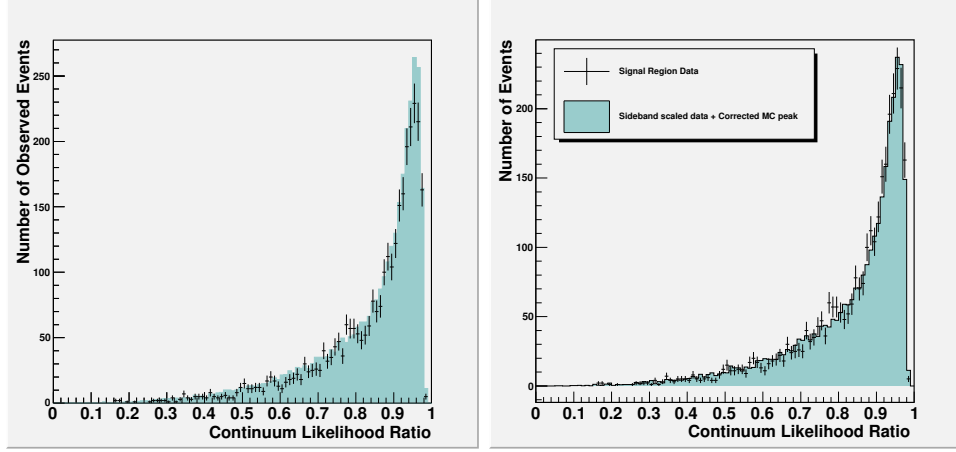 Number of Observed Events
250
200
150
100
50
0
0 0.1 0.2 0.3 0.4 0.5 0.6 0.7 0.8 0.9 1
Continuum Likelihood Ratio
Number of Events
Signal Region Data
Sideband scaled data + Corrected MC peak
200
150
100
50
0
0 0.1 0.2 0.3 0.4 0.5 0.6 0.7 0.8 0.9 1
Continuum Likelihood Ratio